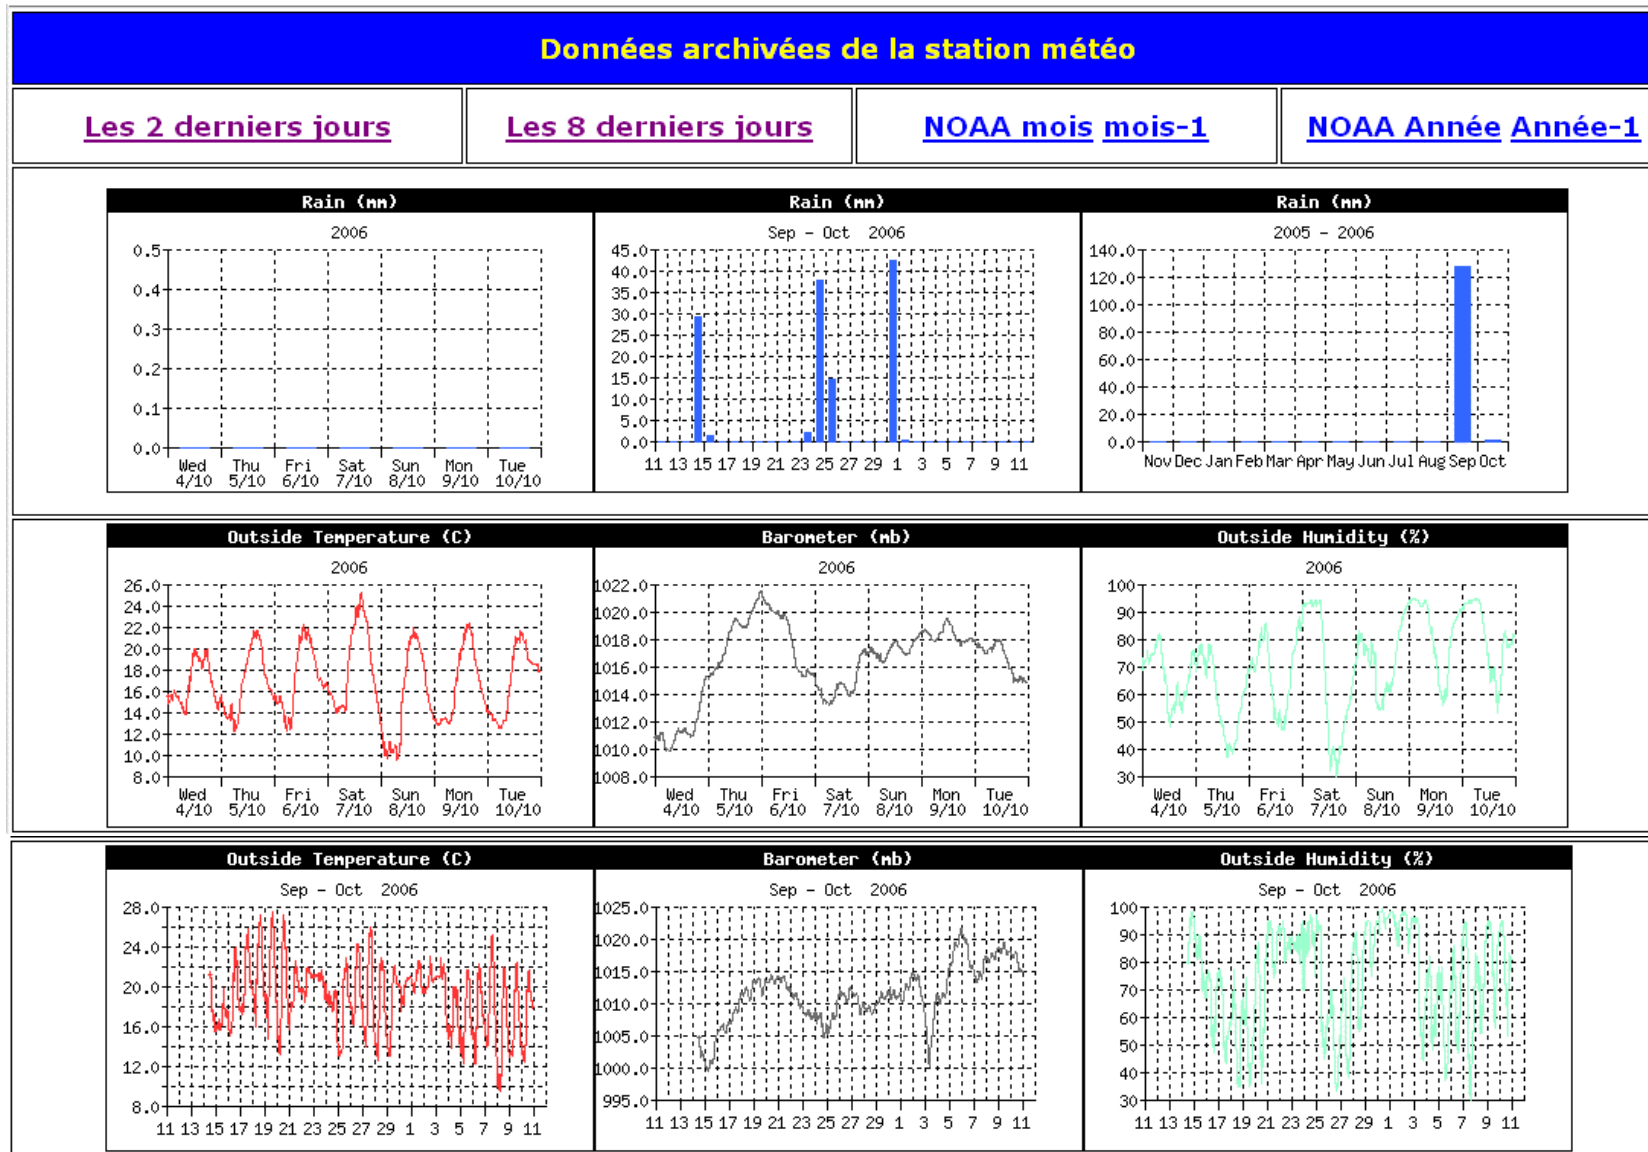 Données archivées de la station météo
Les 2 derniers jours
Les 8 derniers jours
NOAA mois mois-1
NOAA Année Année-1
Rain (mm)
2006
0.5
0.4
0.3
0.2
0.1
0.0
Wed Thu Fri Sat Sun Mon Tue
4/10 5/10 6/10 7/10 8/10 9/10 10/10
Rain (mm)
Sep - Oct 2006
45.0
40.0
35.0
30.0
25.0
20.0
15.0
10.0
5.0
0.0
11 13 15 17 19 21 23 25 27 29 1 3 5 7 9 11
Rain (mm)
2005 - 2006
140.0
120.0
100.0
80.0
60.0
40.0
20.0
0.0
Nov Dec Jan Feb Mar Apr May Jun Jul Aug Sep Oct
Outside Temperature (C)
2006
26.0
24.0
22.0
20.0
18.0
16.0
14.0
12.0
10.0
8.0
Wed Thu Fri Sat Sun Mon Tue
4/10 5/10 6/10 7/10 8/10 9/10 10/10
Barometer (mb)
2006
1022.0
1020.0
1018.0
1016.0
1014.0
1012.0
1010.0
1008.0
Wed Thu Fri Sat Sun Mon Tue
4/10 5/10 6/10 7/10 8/10 9/10 10/10
Outside Humidity (%)
2006
100
90
80
70
60
50
40
30
Wed Thu Fri Sat Sun Mon Tue
4/10 5/10 6/10 7/10 8/10 9/10 10/10
Outside Temperature (C)
Sep - Oct 2006
28.0
24.0
20.0
16.0
12.0
8.0
11 13 15 17 19 21 23 25 27 29 1 3 5 7 9 11
Barometer (mb)
Sep - Oct 2006
1025.0
1020.0
1015.0
1010.0
1005.0
1000.0
995.0
11 13 15 17 19 21 23 25 27 29 1 3 5 7 9 11
Outside Humidity (%)
Sep - Oct 2006
100
90
80
70
60
50
40
30
11 13 15 17 19 21 23 25 27 29 1 3 5 7 9 11